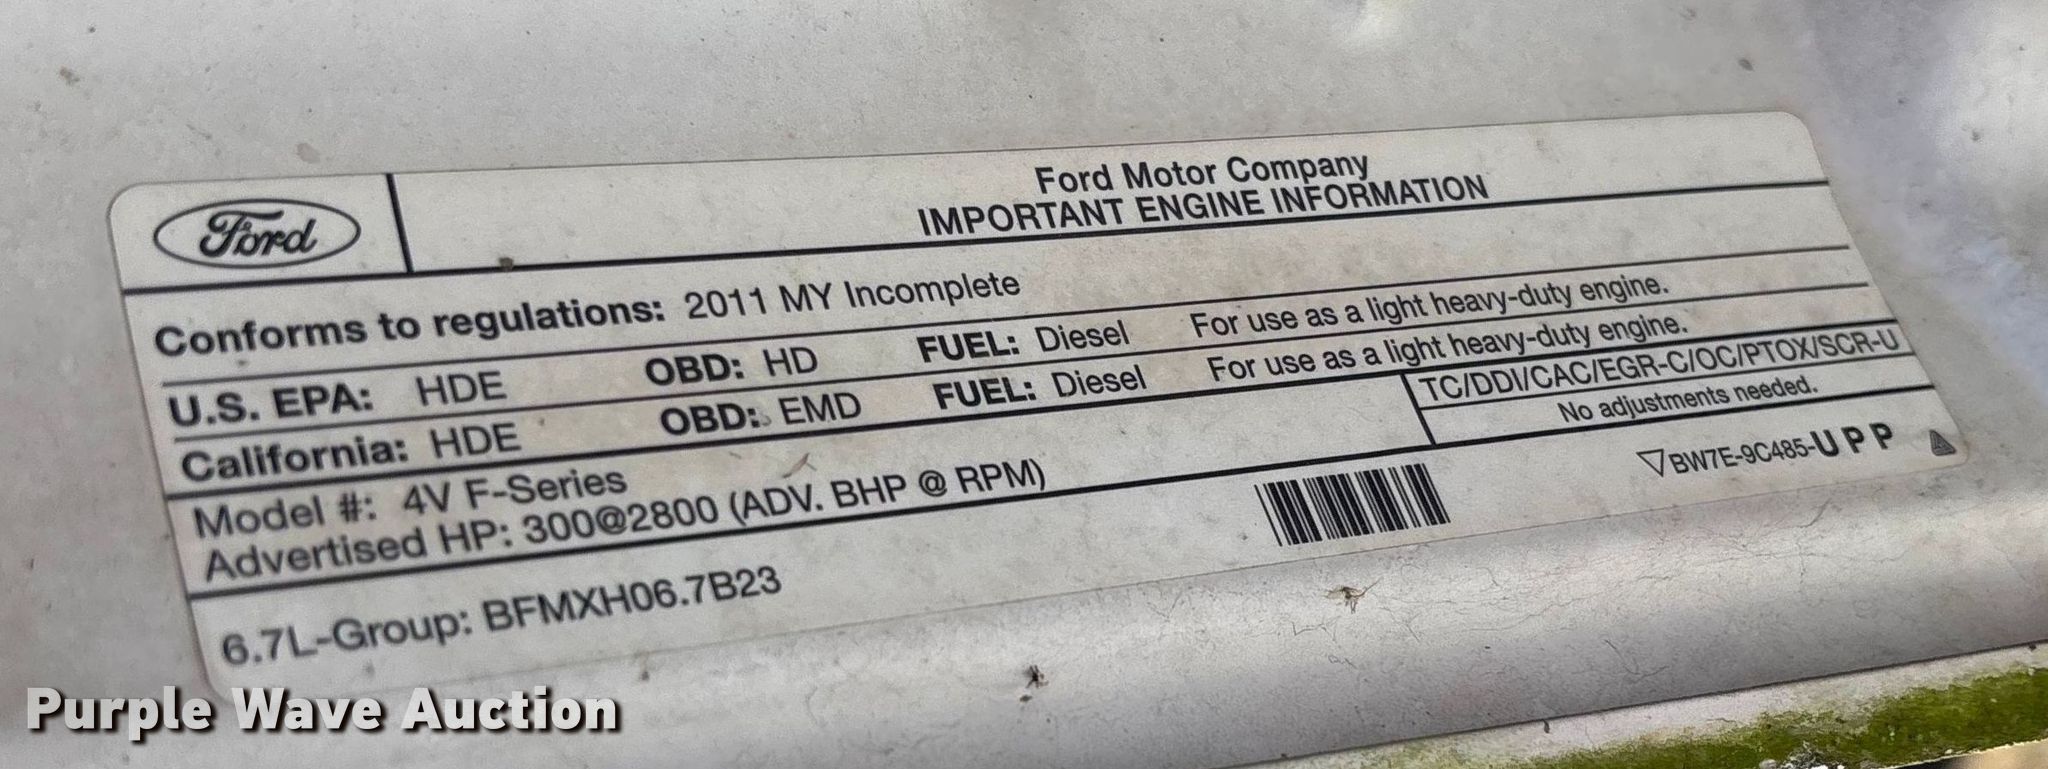 Ford
Ford Motor Company
IMPORTANT ENGINE INFORMATION
Conforms to regulations: 2011 MY Incomplete
U.S. EPA: HDE OBD: HD FUEL: Diesel For use as a light heavy-duty engine.
California: HDE OBD: EMD FUEL: Diesel For use as a light heavy-duty engine.
Model #: 4V F-Series
TC/DDI/CAC/EGR-C/OC/PTOX/SCR-U
Advertised HP: 300@2800 (ADV. BHP @ RPM)
No adjustments needed.
6.7L-Group: BFMXH06.7B23
BW7E-9C485-UPP
Purple Wave Auction